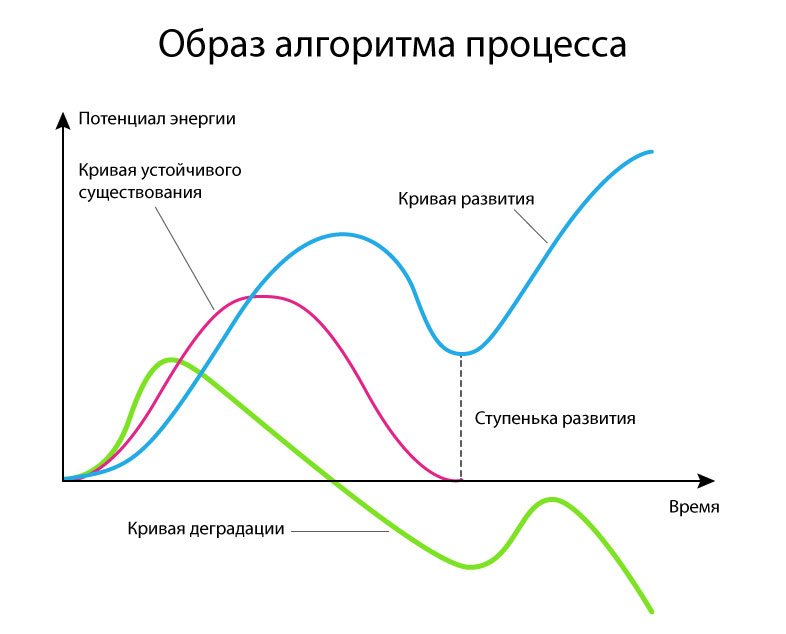 Образ алгоритма процесса
Потенциал энергии
Кривая устойчивого
существования
Кривая развития
Ступенька развития
Время
Кривая деградации